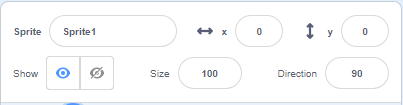 Sprite Sprite1 x 0 y 0
Show Size 100 Direction 90